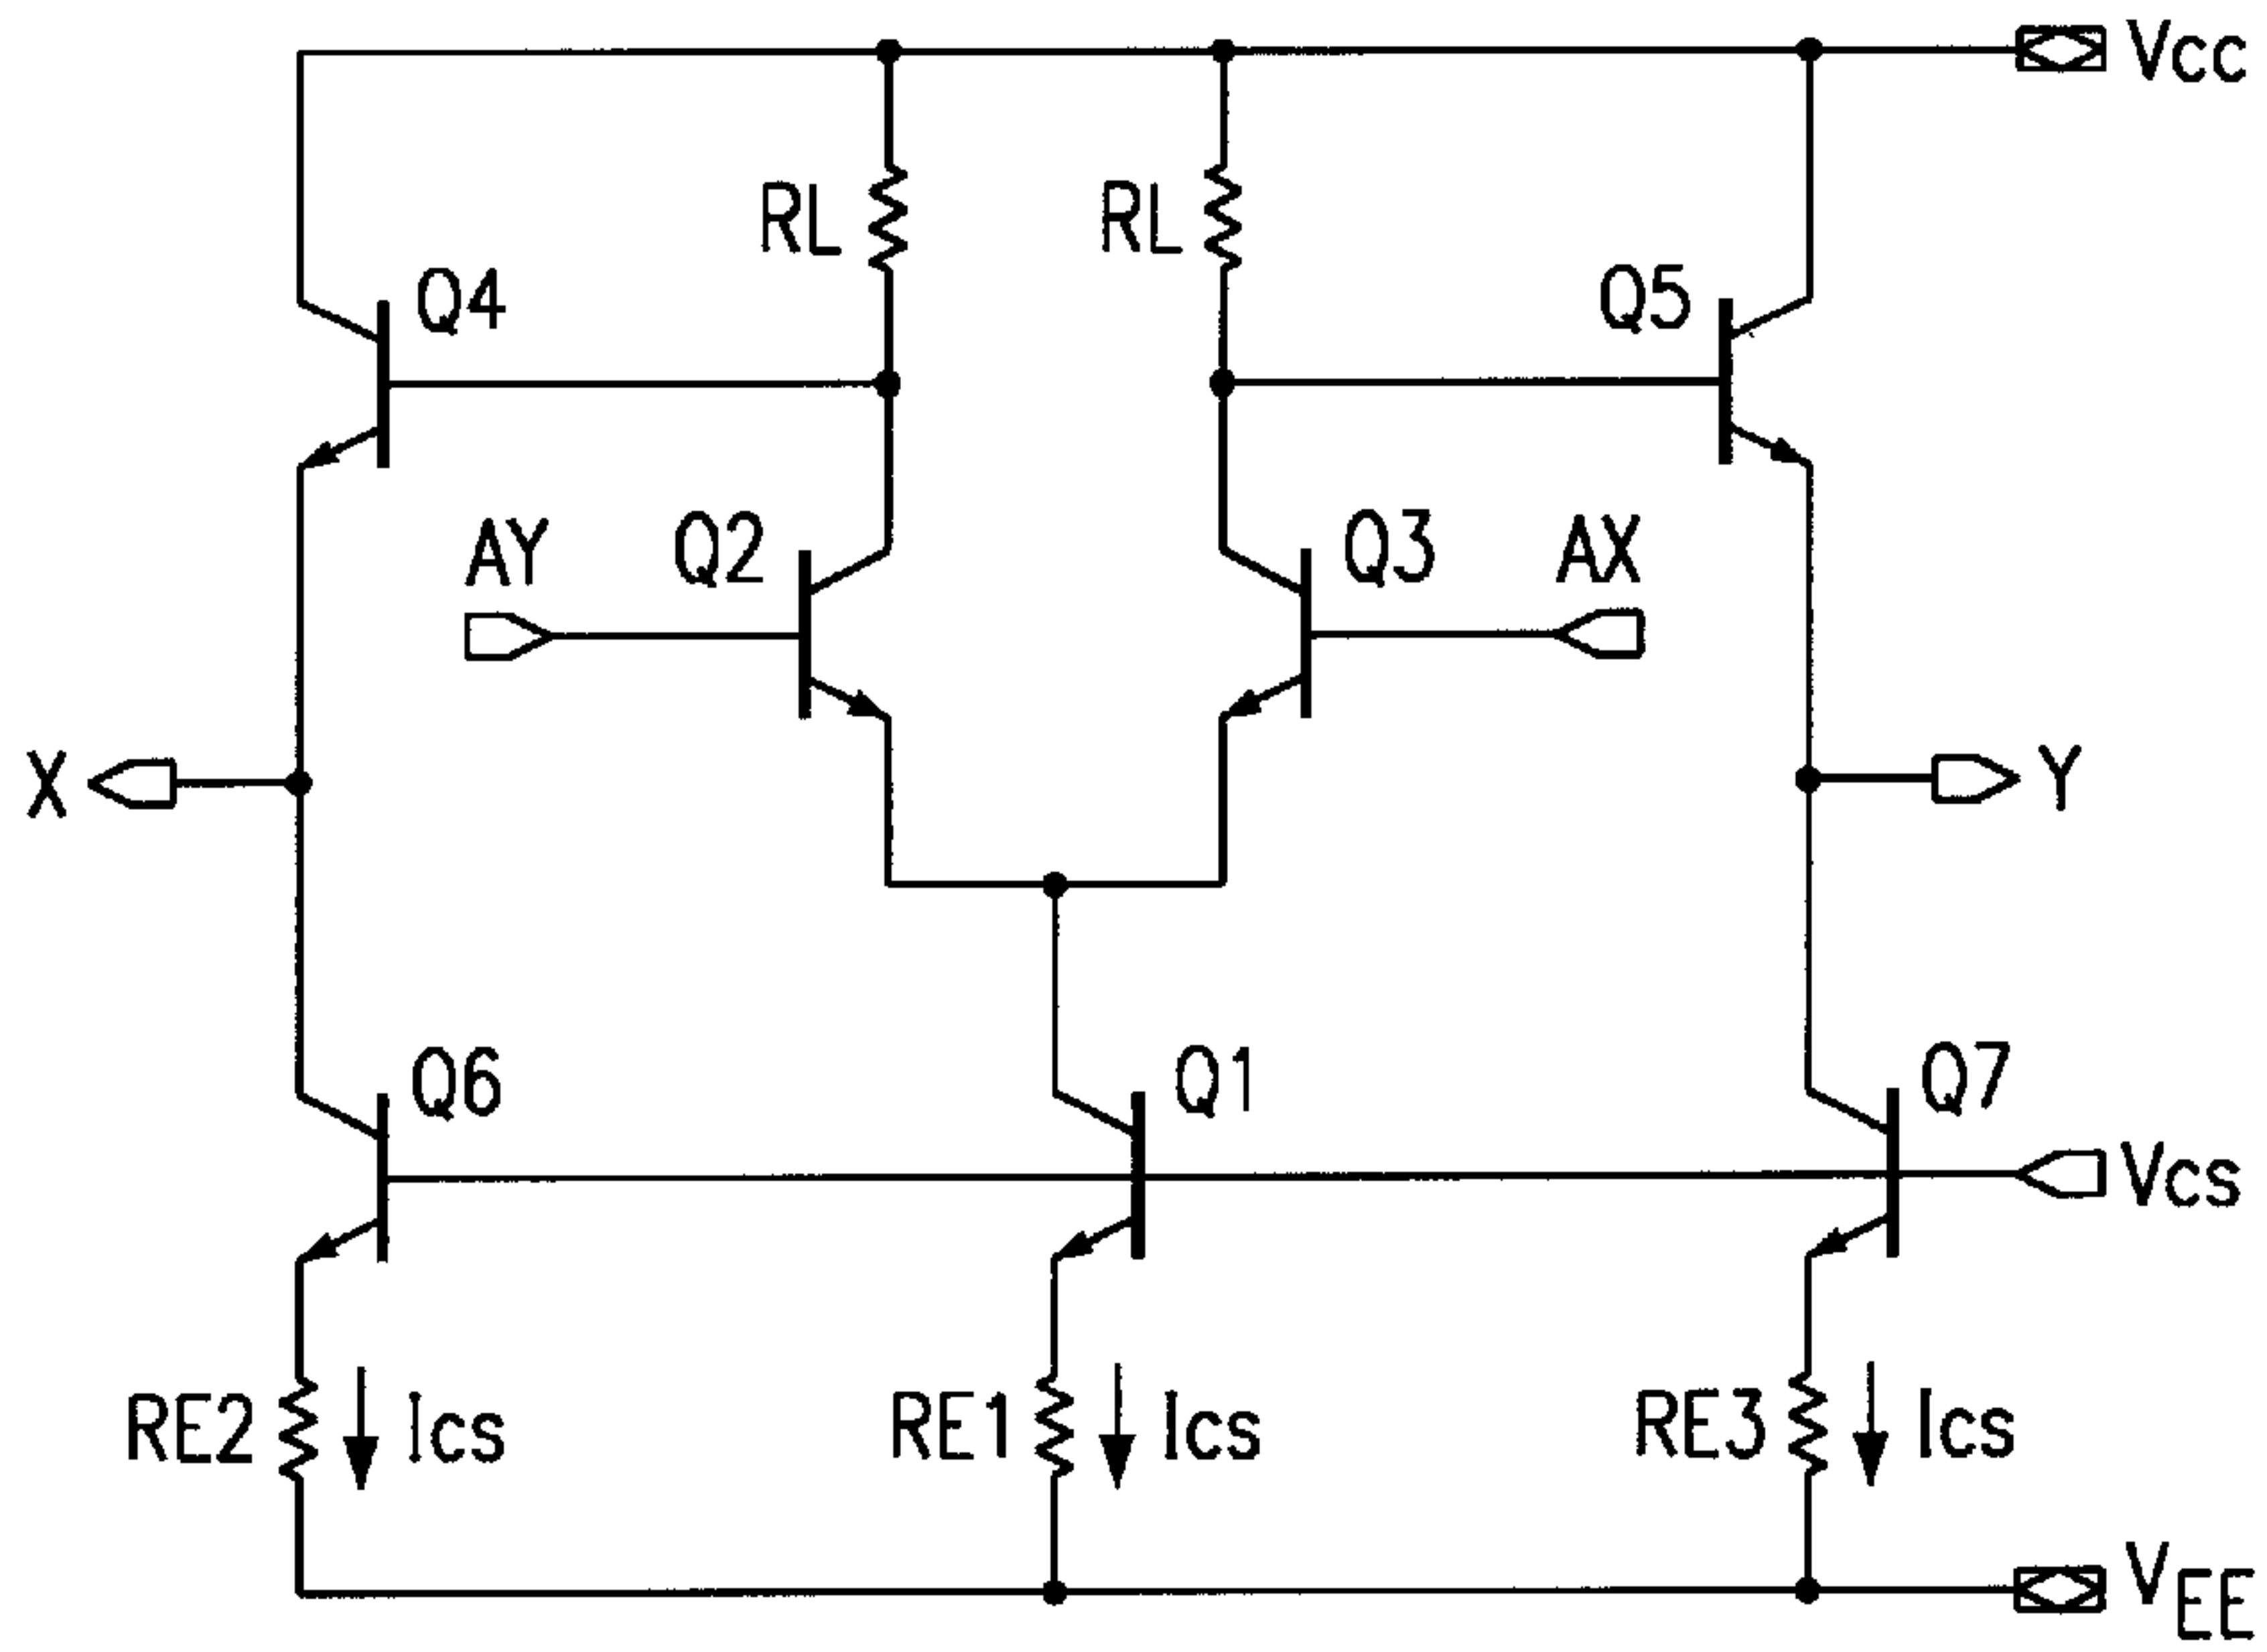 Vcc
RL RL
Q4 Q5
AY Q2 Q3 AX
X Y
Q6 Q1 Q7
Vcs
RE2 Ics RE1 Ics RE3 Ics
VEE